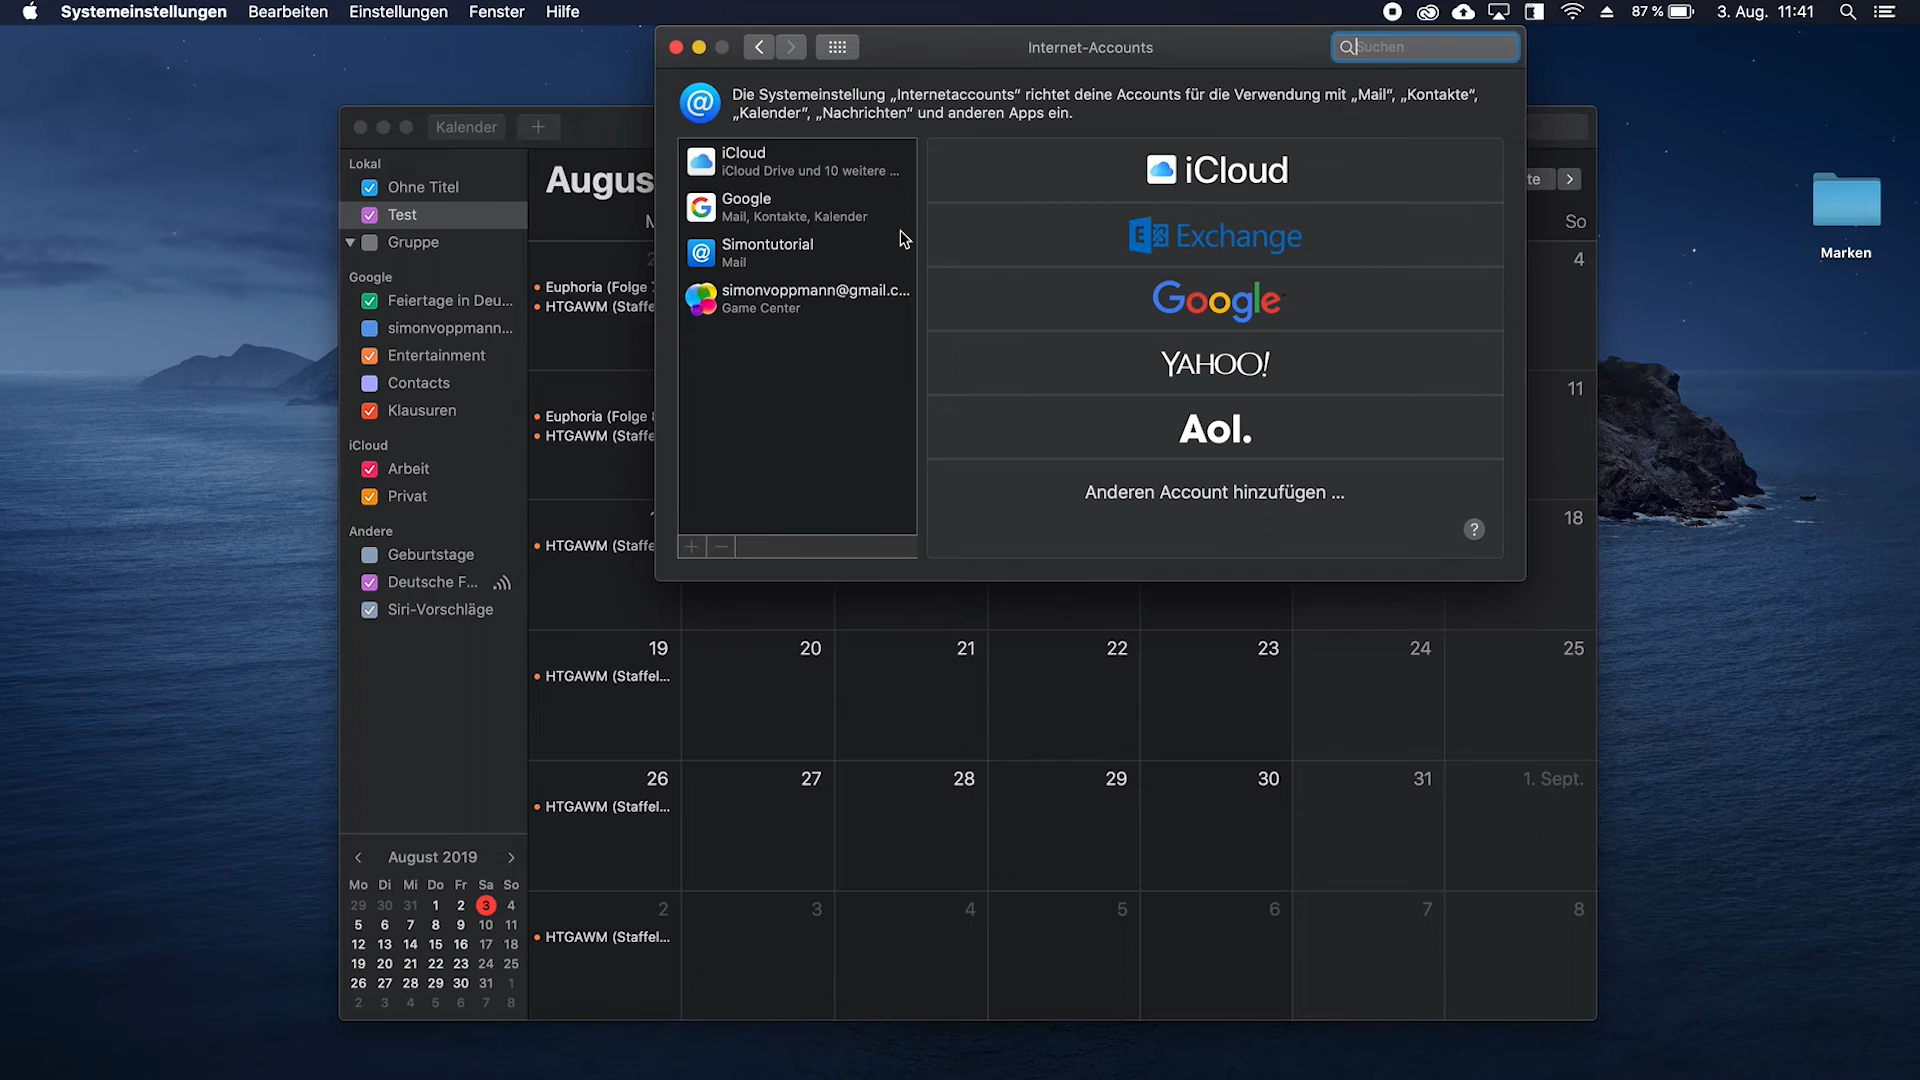 Systemeinstellungen Bearbeiten Einstellungen Fenster Hilfe
87 % 3. Aug. 11:41
Internet-Accounts
Suchen
Die Systemeinstellung „Internetaccounts“ richtet deine Accounts für die Verwendung mit „Mail“, „Kontakte“,
„Kalender“, „Nachrichten“ und anderen Apps ein.
iCloud
iCloud Drive und 10 weitere ...
Google
Mail, Kontakte, Kalender
Simontutorial
Mail
simonvoppmann@gmail.c...
Game Center
iCloud
Exchange
Google
YAHOO!
Aol.
Anderen Account hinzufügen ...
?
Kalender
Lokal
Ohne Titel
Test
Gruppe
Google
Feiertage in Deu...
simonvoppmann...
Entertainment
Contacts
Klausuren
iCloud
Arbeit
Privat
Andere
Geburtstage
Deutsche F...
Siri-Vorschläge
August 2019
Mo Di Mi Do Fr Sa So
29 30 31 1 2 3 4
5 6 7 8 9 10 11
12 13 14 15 16 17 18
19 20 21 22 23 24 25
26 27 28 29 30 31 1
2 3 4 5 6 7 8
Augus
te
So
4
Euphoria (Folge
HTGAWM (Staffe
11
Euphoria (Folge
HTGAWM (Staffe
18
HTGAWM (Staffe
19 20 21 22 23 24 25
HTGAWM (Staffel...
26 27 28 29 30 31 1. Sept.
HTGAWM (Staffel...
2 3 4 5 6 7 8
HTGAWM (Staffel...
Marken